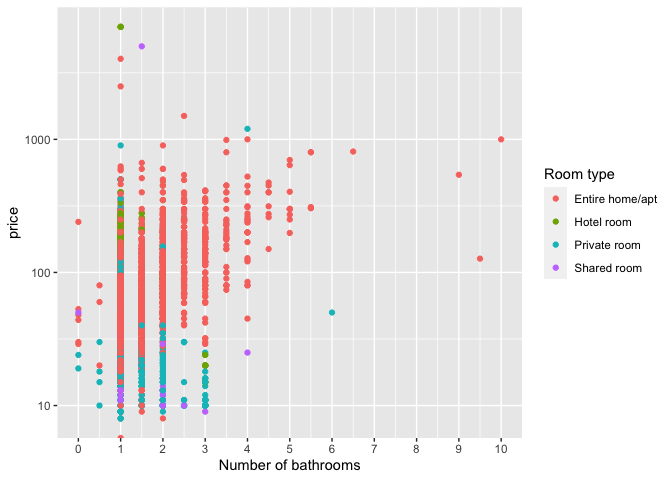 1000
100
10
price
0 1 2 3 4 5 6 7 8 8 9 10
Number of bathrooms
Room type
Entire home/apt
Hotel room
Private room
Shared room